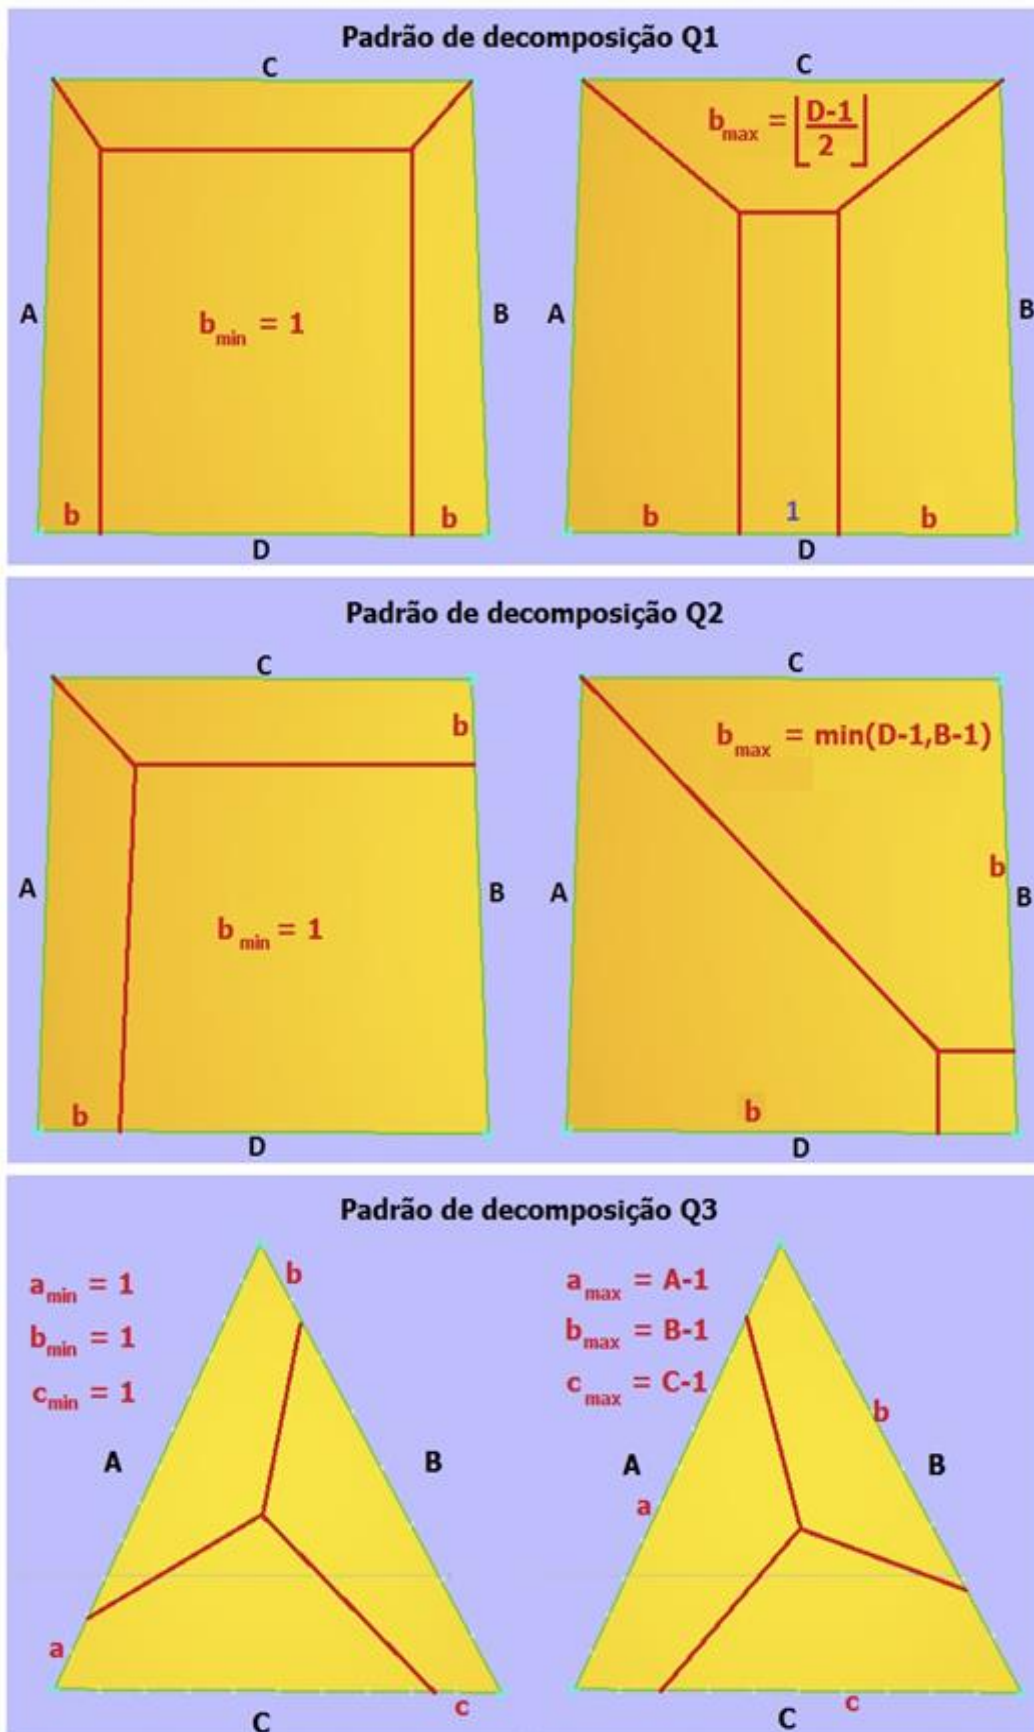 Padrão de decomposição Q1
C
C
b_max = ⌊(D-1)/2⌋
A
b_min = 1
B
A
B
b
b
b
1
b
D
D
Padrão de decomposição Q2
C
C
b
b_max = min(D-1,B-1)
b
A
B
A
B
b_min = 1
b
b
D
D
Padrão de decomposição Q3
b
a_min = 1
a_max = A-1
b_min = 1
b_max = B-1
c_min = 1
c_max = C-1
b
A
B
A
B
a
a
c
c
C
C